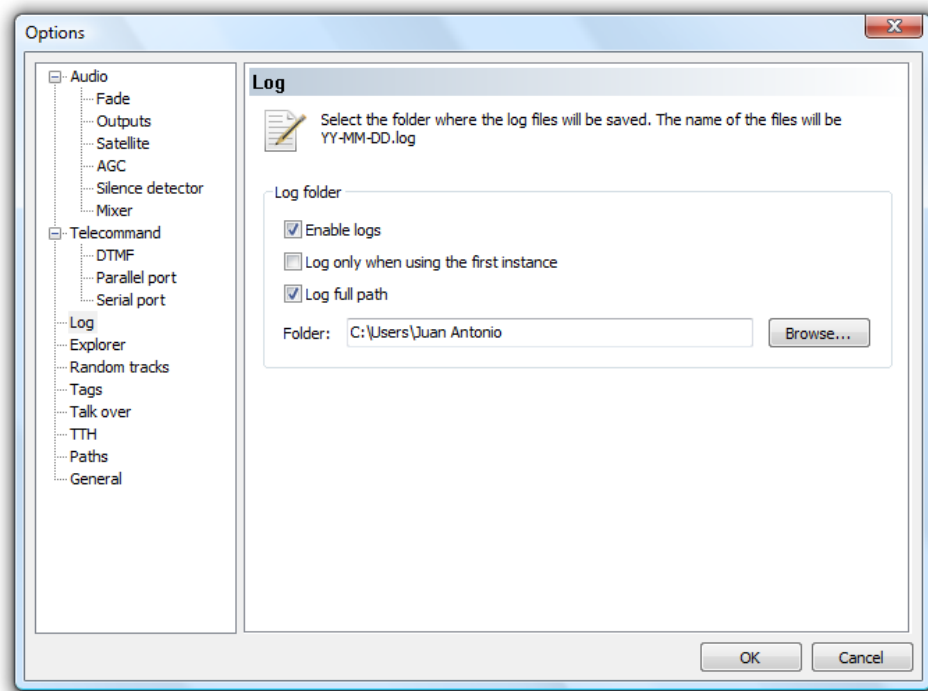 Options
Audio
Fade
Outputs
Satellite
AGC
Silence detector
Mixer
Telecommand
DTMF
Parallel port
Serial port
Log
Explorer
Random tracks
Tags
Talk over
TTH
Paths
General
Log
Select the folder where the log files will be saved. The name of the files will be
YY-MM-DD.log
Log folder
Enable logs
Log only when using the first instance
Log full path
Folder: C:\Users\Juan Antonio Browse...
OK Cancel